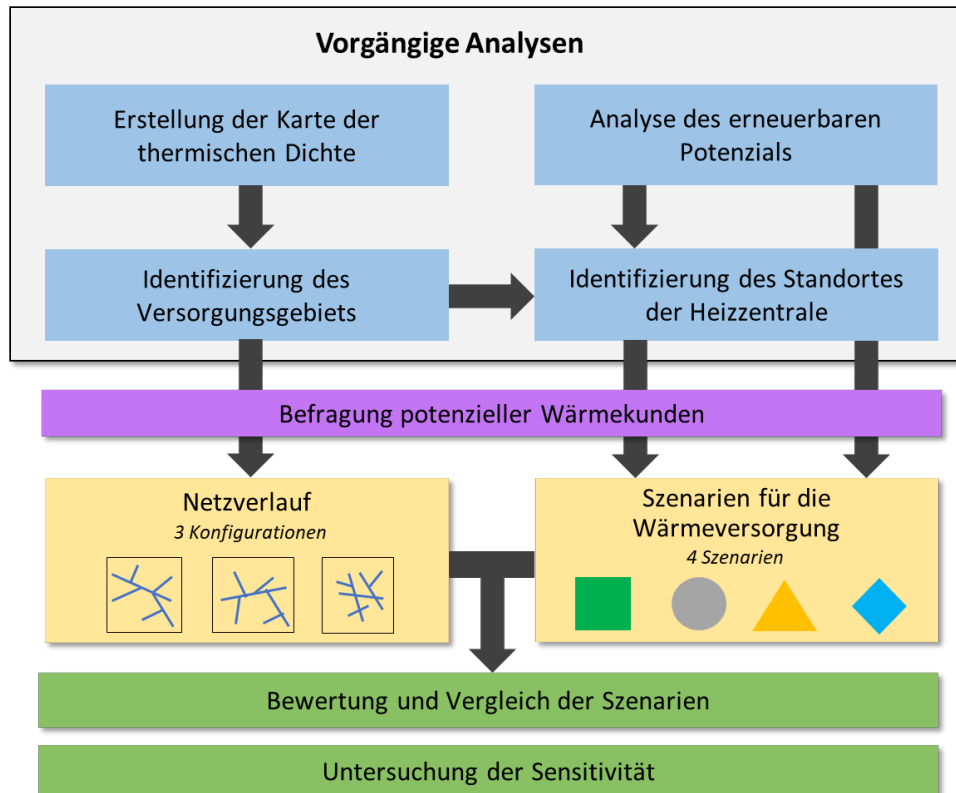 Vorgängige Analysen
Erstellung der Karte der
thermischen Dichte
Analyse des erneuerbaren
Potenzials
Identifizierung des
Versorgungsgebiets
Identifizierung des Standortes
der Heizzentrale
Befragung potenzieller Wärmekunden
Netzverlauf
3 Konfigurationen
Szenarien für die
Wärmeversorgung
4 Szenarien
Bewertung und Vergleich der Szenarien
Untersuchung der Sensitivität